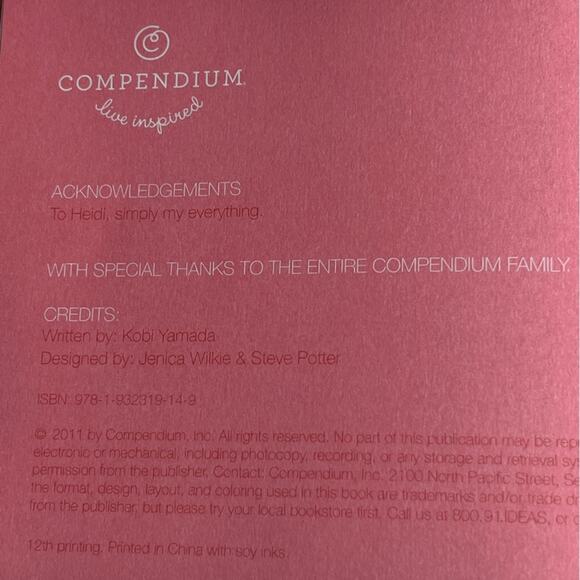 COMPENDIUM
live inspired
ACKNOWLEDGEMENTS
To Heidi, simply my everything.
WITH SPECIAL THANKS TO THE ENTIRE COMPENDIUM FAMILY.
CREDITS:
Written by: Kobi Yamada
Designed by: Jenica Wilkie & Steve Potter
ISBN: 978-1-932319-14-9
© 2011 by Compendium, Inc. All rights reserved. No part of this publication may be repr
electronic or mechanical, including photocopy, recording, or any storage and retrieval sys
permission from the publisher. Contact: Compendium, Inc. 2100 North Pacific Street, Se
the format, design, layout, and coloring used in this book are trademarks and/or trade dr
from the publisher, but please try your local bookstore first. Call us at 800.91.IDEAS, or
12th printing. Printed in China with soy inks.